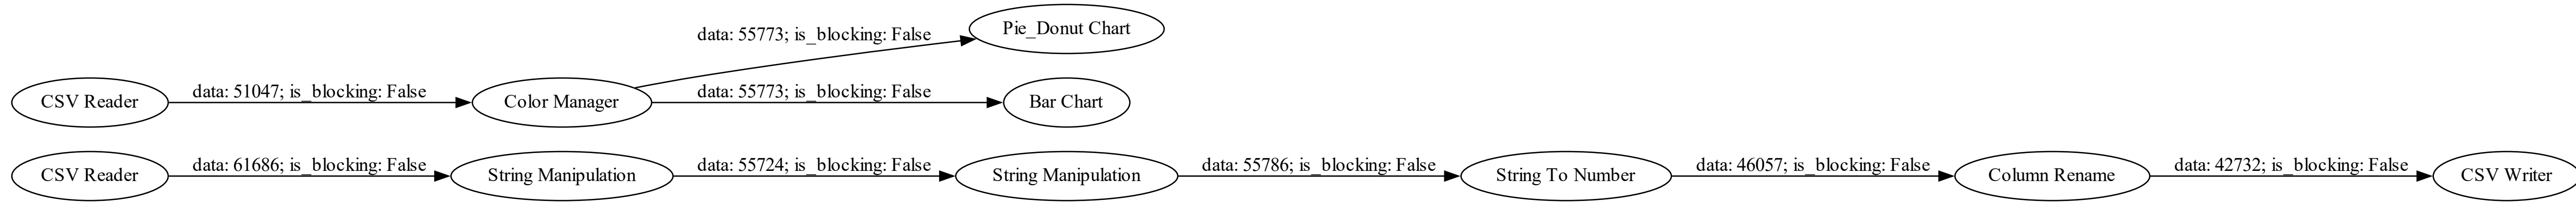 Pie_Donut Chart
data: 55773; is_blocking: False
CSV Reader
data: 51047; is_blocking: False
Color Manager
data: 55773; is_blocking: False
Bar Chart
CSV Reader
data: 61686; is_blocking: False
String Manipulation
data: 55724; is_blocking: False
String Manipulation
data: 55786; is_blocking: False
String To Number
data: 46057; is_blocking: False
Column Rename
data: 42732; is_blocking: False
CSV Writer